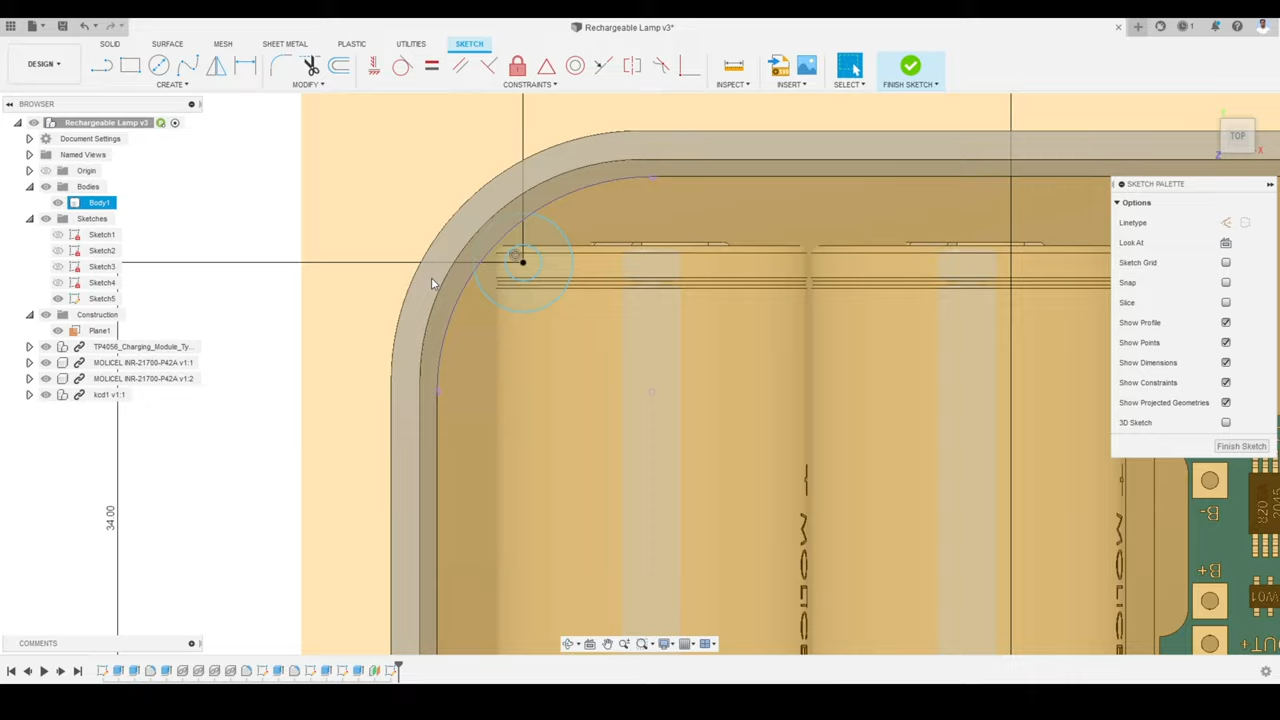 Rechargeable Lamp v3*
DESIGN
SOLID
SURFACE
MESH
SHEET METAL
PLASTIC
UTILITIES
SKETCH
CREATE
MODIFY
CONSTRAINTS
INSPECT
INSERT
SELECT
FINISH SKETCH
BROWSER
Rechargeable Lamp v3
Document Settings
Named Views
Origin
Bodies
Body1
Sketches
Sketch1
Sketch2
Sketch3
Sketch4
Sketch5
Construction
Plane1
TP4056_Charging_Module_Ty...
MOLICEL INR-21700-P42A v1:1
MOLICEL INR-21700-P42A v1:2
kcd1 v1:1
34.00
TOP
Z
X
SKETCH PALETTE
Options
Linetype
Look At
Sketch Grid
Snap
Slice
Show Profile
Show Points
Show Dimensions
Show Constraints
Show Projected Geometries
3D Sketch
Finish Sketch
B-
B+
OUT+
COMMENTS